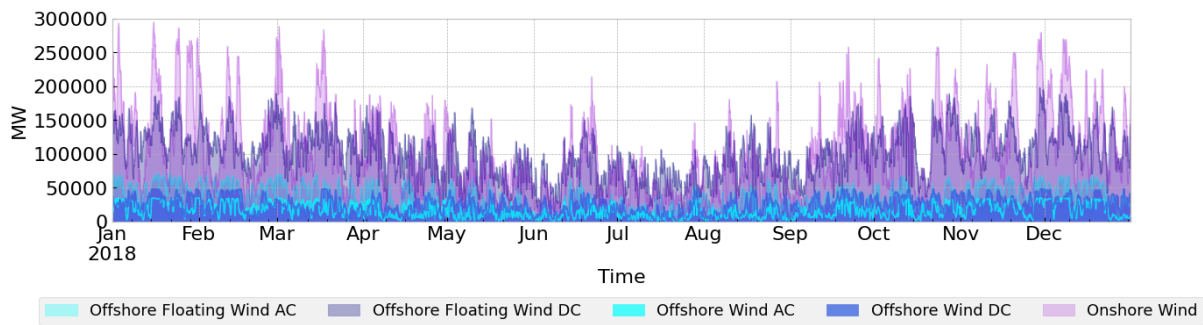 300000
250000
200000
150000
100000
50000
0
MW
Jan Feb Mar Apr May Jun Jul Aug Sep Oct Nov Dec
2018
Time
Offshore Floating Wind AC Offshore Floating Wind DC Offshore Wind AC Offshore Wind DC Onshore Wind